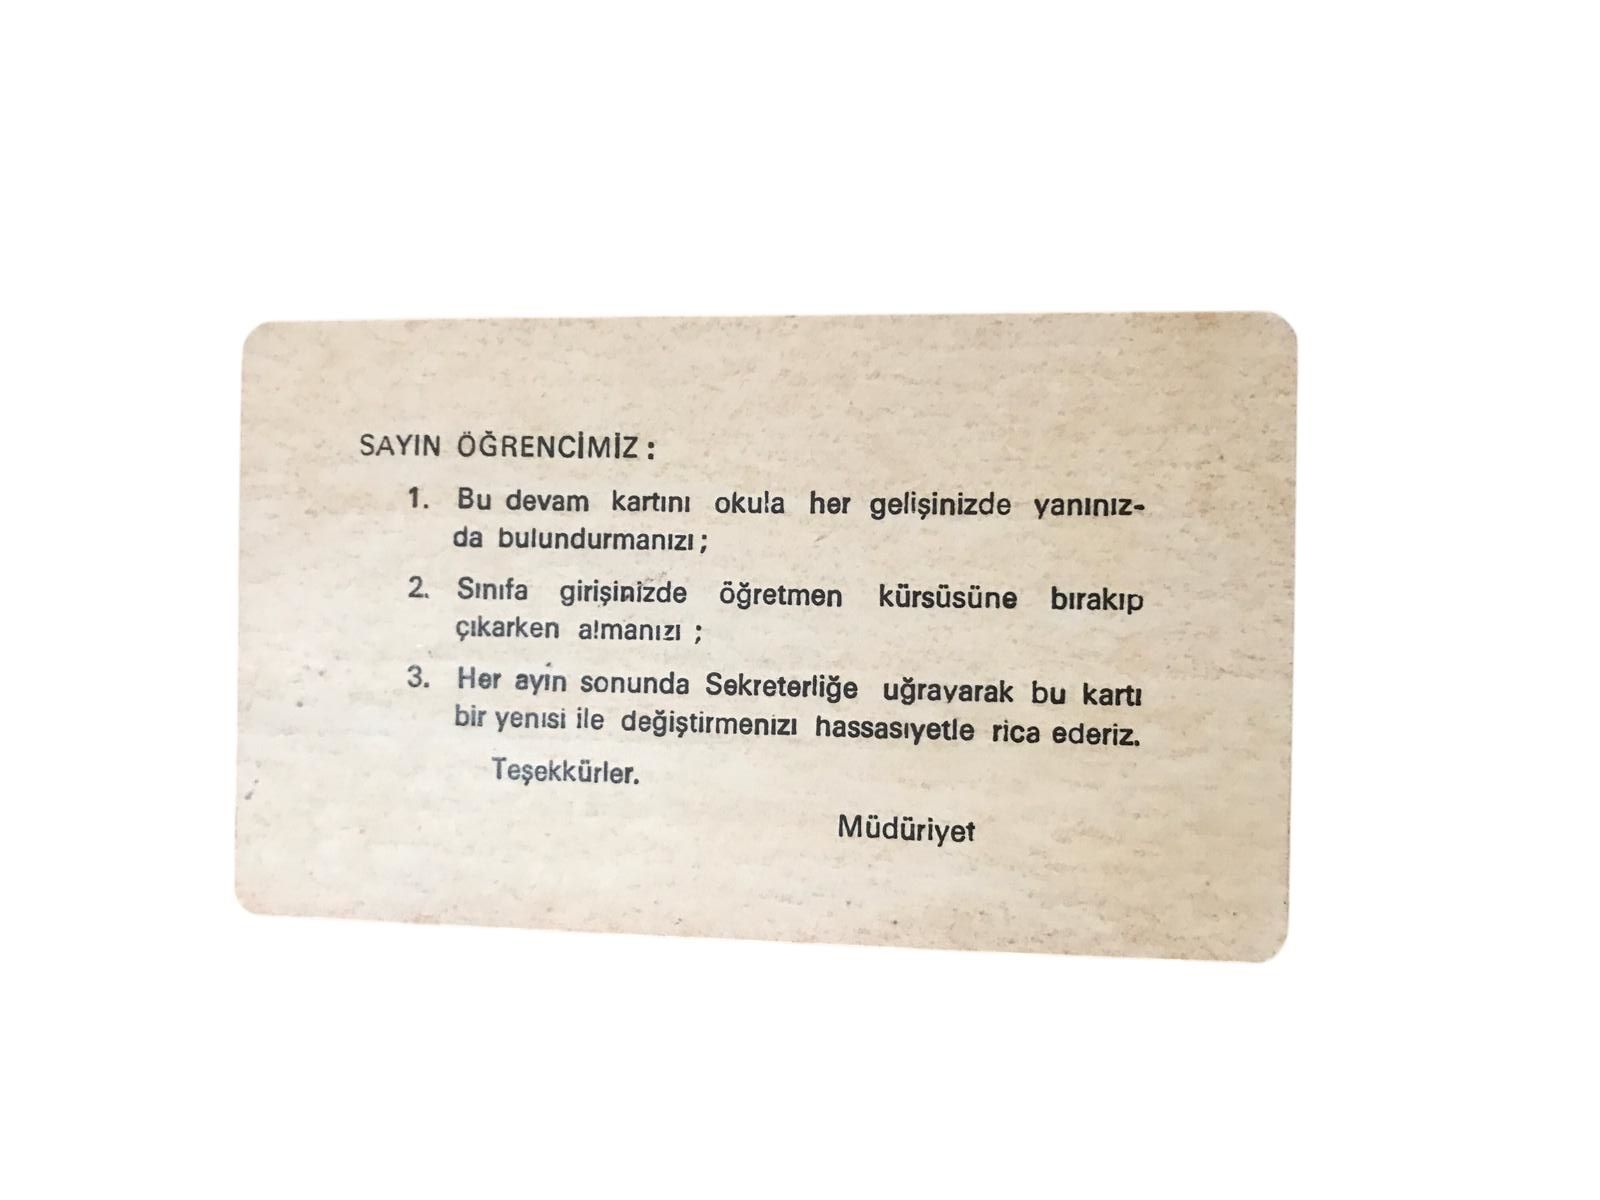 SAYIN ÖĞRENCİMİZ :
1. Bu devam kartını okula her gelişinizde yanınız-
da bulundurmanızı ;
2. Sınıfa girişinizde öğretmen kürsüsüne bırakıp
çıkarken almanızı ;
3. Her ayin sonunda Sekreterliğe uğrayarak bu kartı
bir yenisi ile değiştirmenizi hassasiyetle rica ederiz.
Teşekkürler.
Müdüriyet